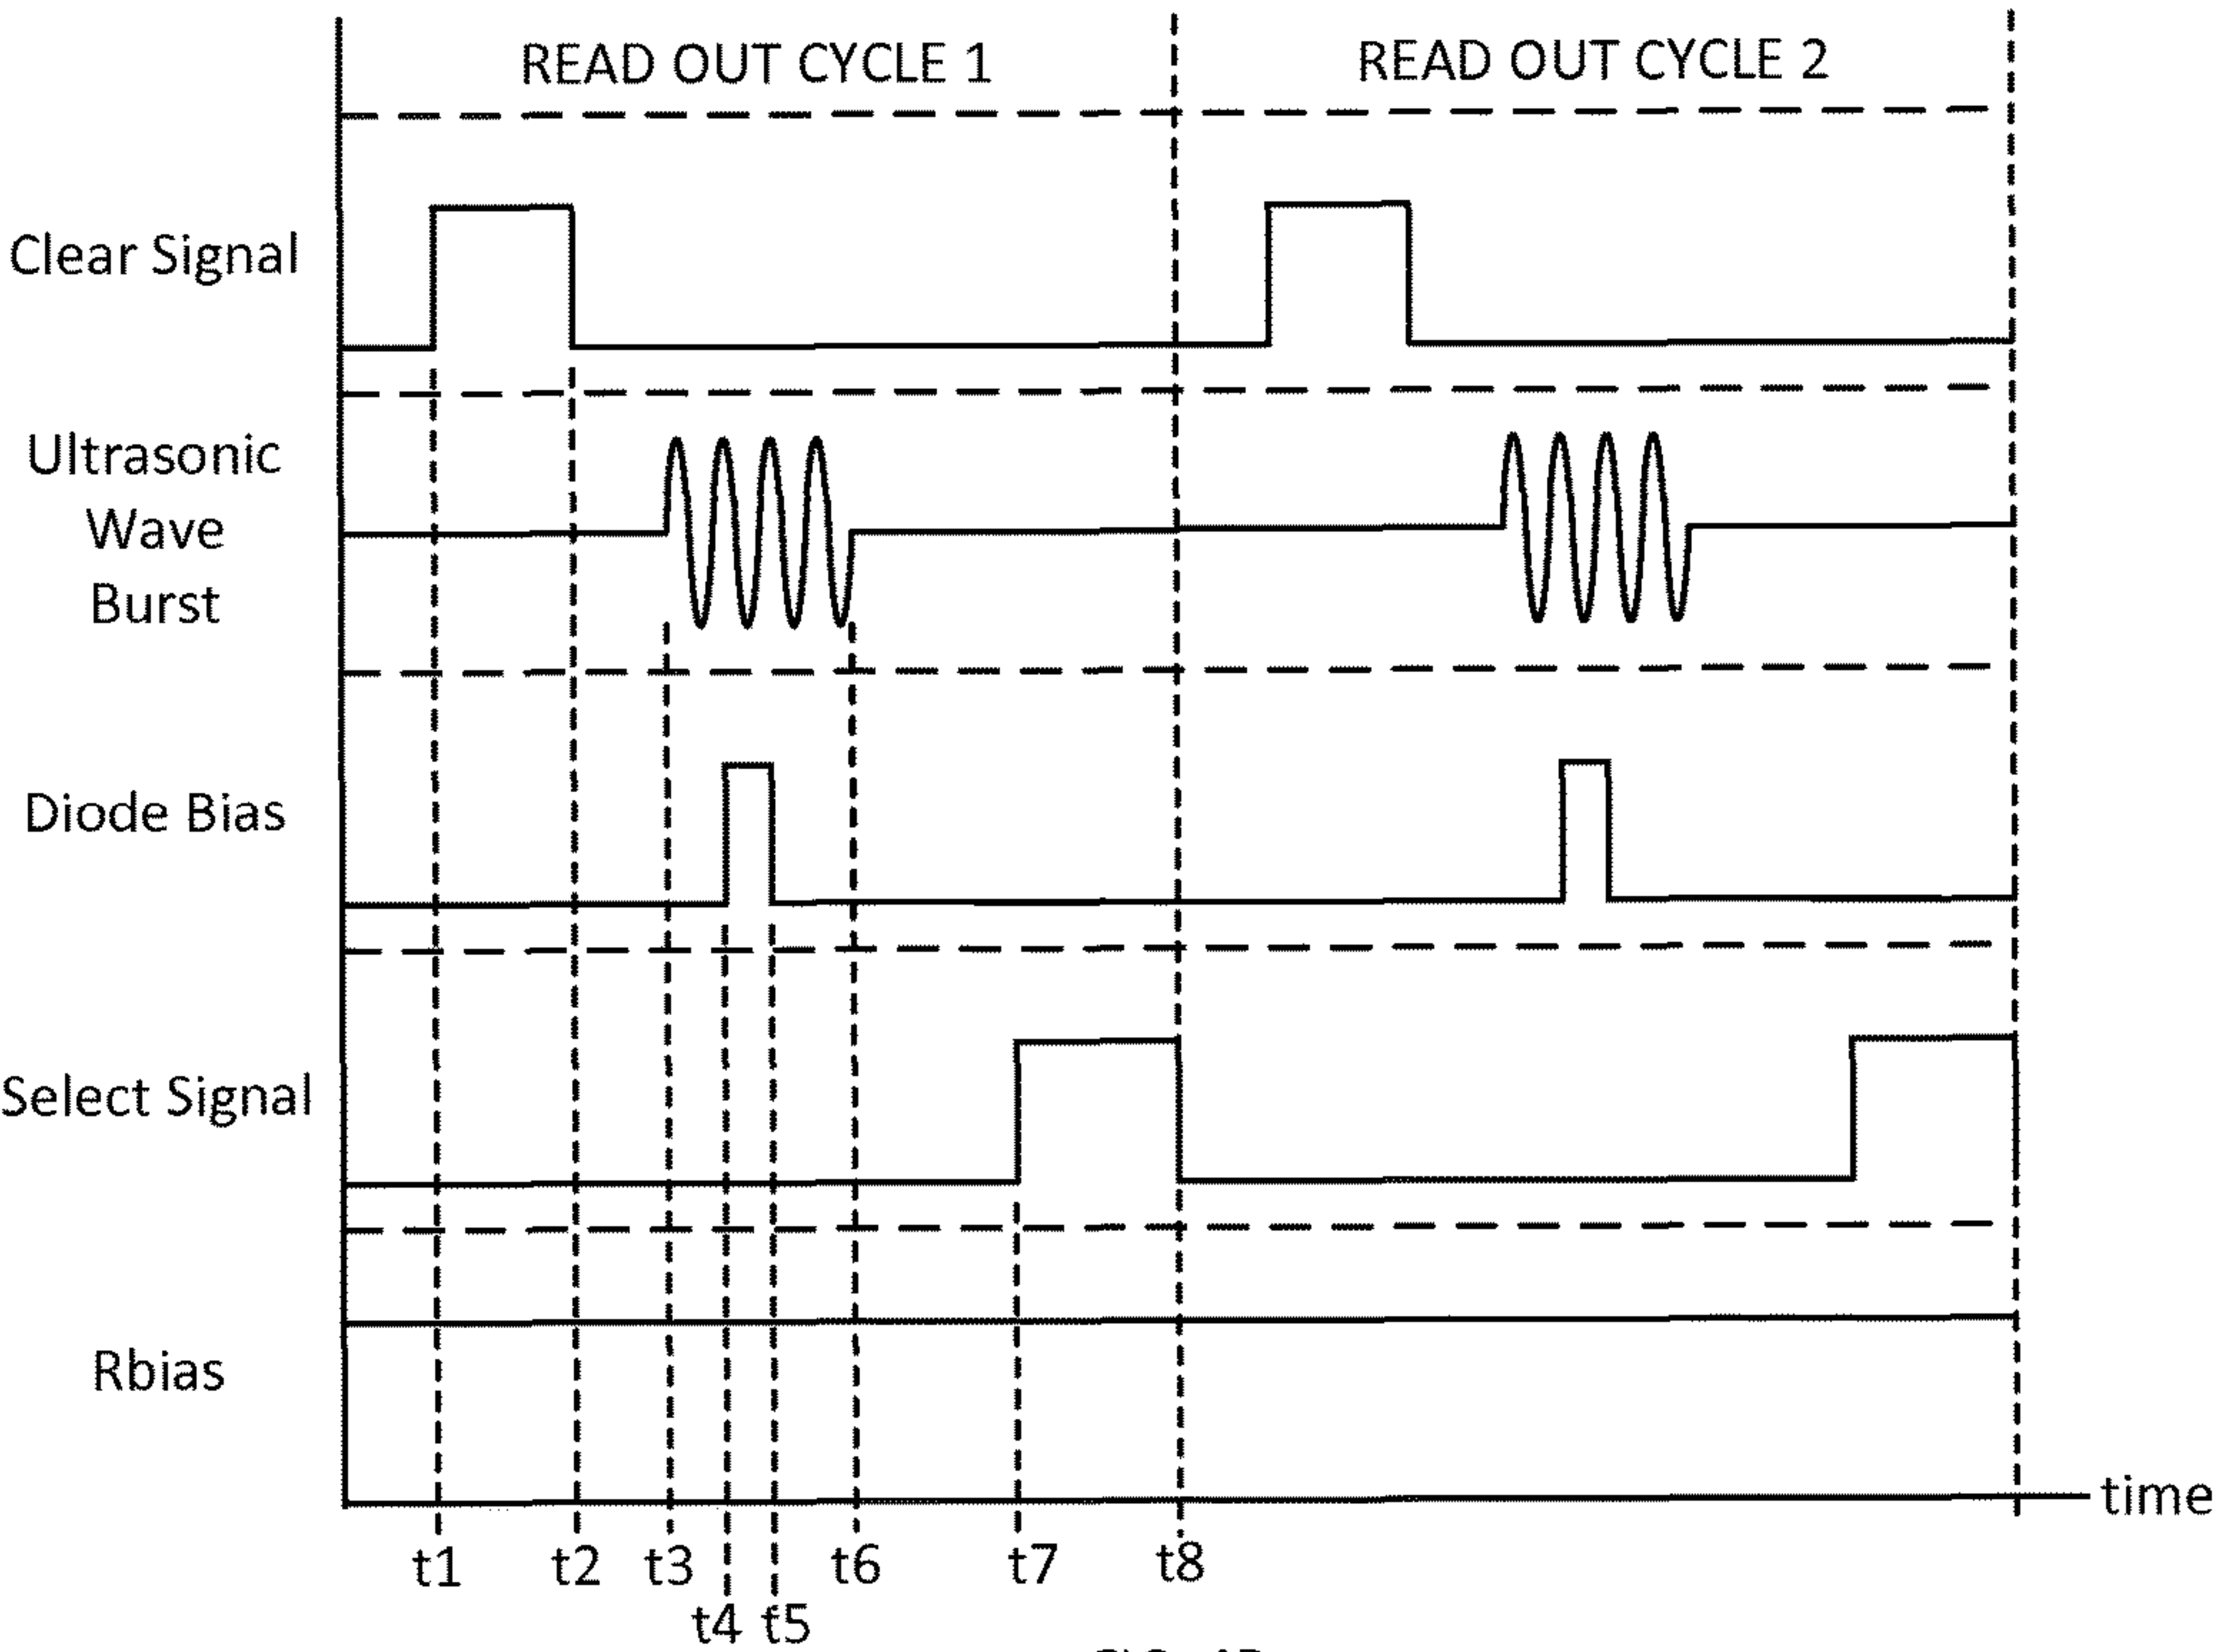 READ OUT CYCLE 1
READ OUT CYCLE 2
Clear Signal
Ultrasonic
Wave
Burst
Diode Bias
Select Signal
Rbias
time
t1
t2
t3
t6
t7
t8
t4
t5